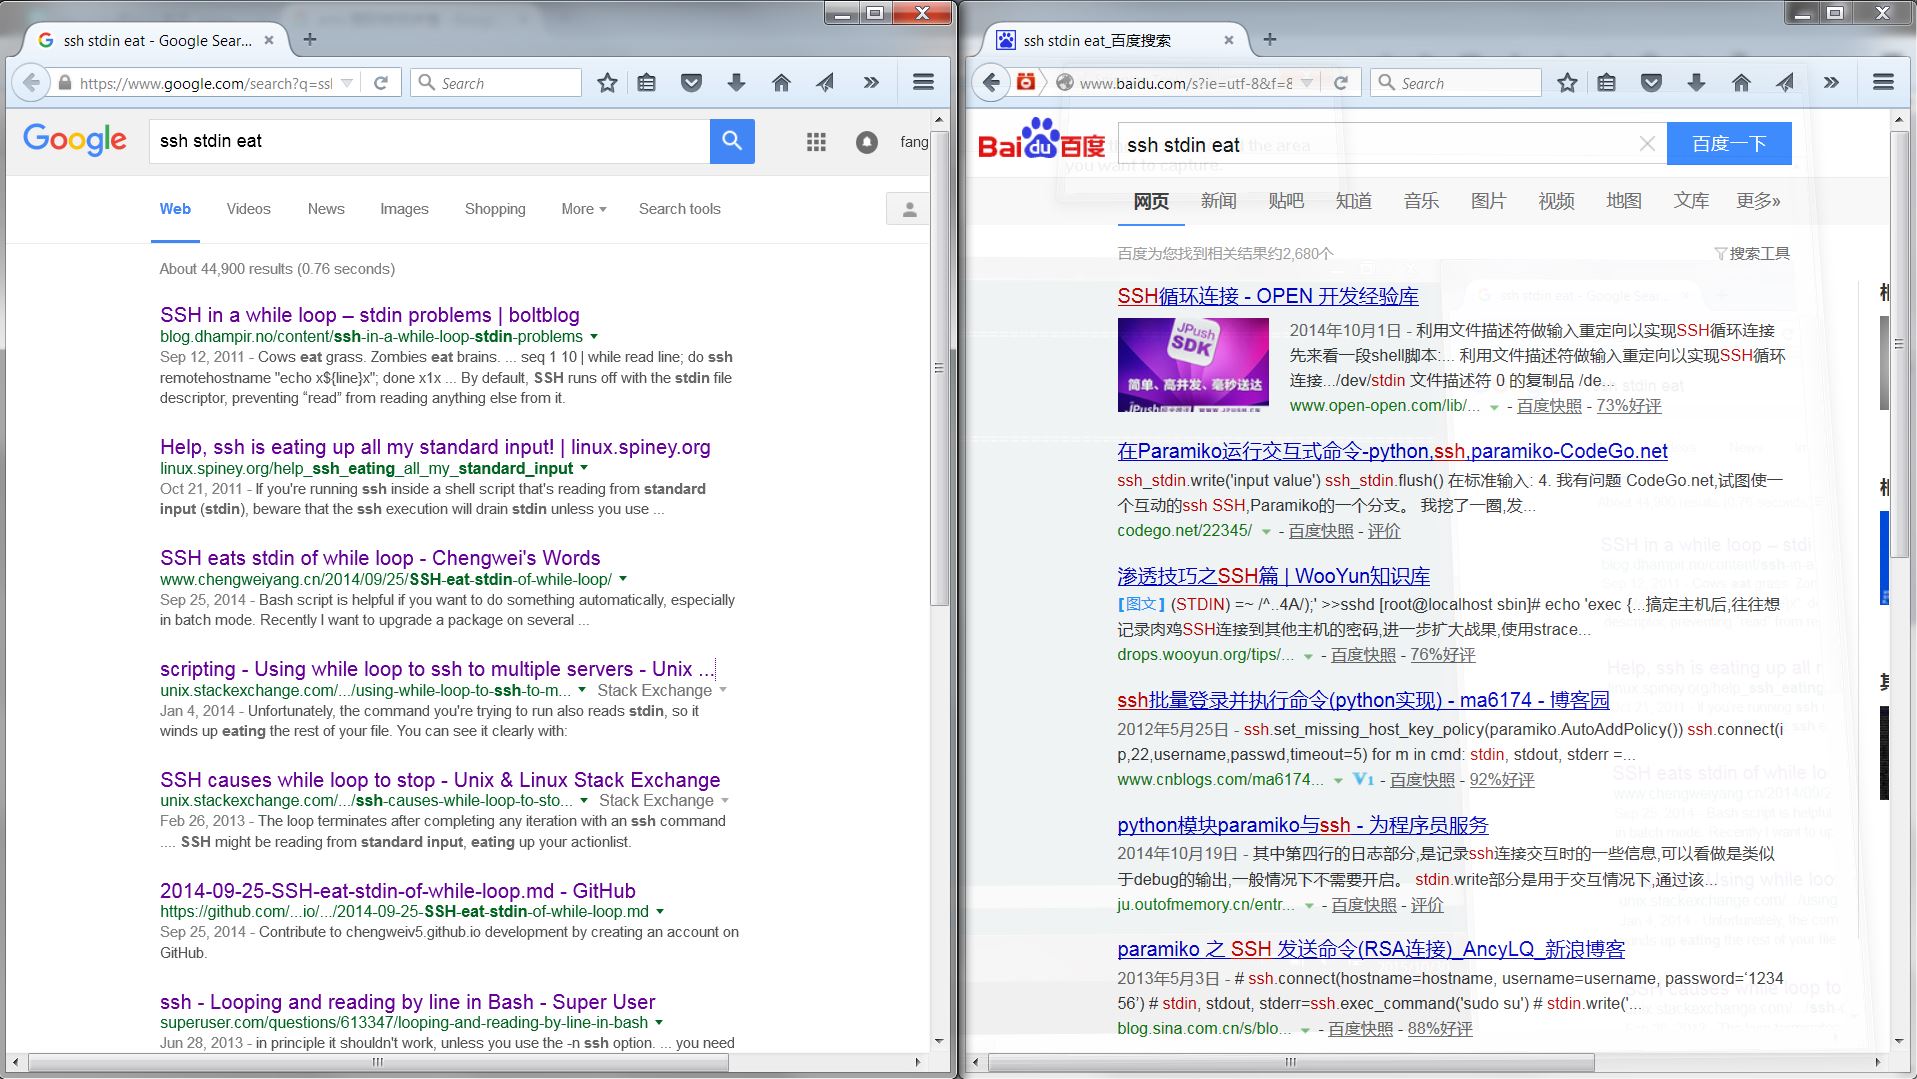 ssh stdin eat - Google Sear...
https://www.google.com/search?q=ssl
Search
Google
ssh stdin eat
fang
Web Videos News Images Shopping More Search tools
About 44,900 results (0.76 seconds)
SSH in a while loop – stdin problems | boltblog
blog.dhampir.no/content/ssh-in-a-while-loop-stdin-problems
Sep 12, 2011 - Cows eat grass. Zombies eat brains. ... seq 1 10 | while read line; do ssh
remotehostname "echo x${line}x"; done x1x ... By default, SSH runs off with the stdin file
descriptor, preventing “read” from reading anything else from it.
Help, ssh is eating up all my standard input! | linux.spiney.org
linux.spiney.org/help_ssh_eating_all_my_standard_input
Oct 21, 2011 - If you're running ssh inside a shell script that's reading from standard
input (stdin), beware that the ssh execution will drain stdin unless you use ...
SSH eats stdin of while loop - Chengwei's Words
www.chengweiyang.cn/2014/09/25/SSH-eat-stdin-of-while-loop/
Sep 25, 2014 - Bash script is helpful if you want to do something automatically, especially
in batch mode. Recently I want to upgrade a package on several ...
scripting - Using while loop to ssh to multiple servers - Unix ...
unix.stackexchange.com/.../using-while-loop-to-ssh-to-m... Stack Exchange
Jan 4, 2014 - Unfortunately, the command you're trying to run also reads stdin, so it
winds up eating the rest of your file. You can see it clearly with:
SSH causes while loop to stop - Unix & Linux Stack Exchange
unix.stackexchange.com/.../ssh-causes-while-loop-to-sto... Stack Exchange
Feb 26, 2013 - The loop terminates after completing any iteration with an ssh command
.... SSH might be reading from standard input, eating up your actionlist.
2014-09-25-SSH-eat-stdin-of-while-loop.md - GitHub
https://github.com/...io/.../2014-09-25-SSH-eat-stdin-of-while-loop.md
Sep 25, 2014 - Contribute to chengweiv5.github.io development by creating an account on
GitHub.
ssh - Looping and reading by line in Bash - Super User
superuser.com/questions/613347/looping-and-reading-by-line-in-bash
Jun 28, 2013 - in principle it shouldn't work, unless you use the -n ssh option. ... you need
ssh stdin eat_百度搜索
www.baidu.com/s?ie=utf-8&f=8
Search
Bai du 百度
ssh stdin eat
百度一下
网页 新闻 贴吧 知道 音乐 图片 视频 地图 文库 更多»
百度为您找到相关结果约2,680个
搜索工具
SSH循环连接 - OPEN 开发经验库
JPush
SDK
简单、高并发、毫秒送达
WWW.JPUSH.CN
2014年10月1日 - 利用文件描述符做输入重定向以实现SSH循环连接
先来看一段shell脚本:... 利用文件描述符做输入重定向以实现SSH循环
连接.../dev/stdin 文件描述符 0 的复制品 /de...
www.open-open.com/lib/... - 百度快照 - 73%好评
在Paramiko运行交互式命令-python,ssh,paramiko-CodeGo.net
ssh_stdin.write('input value') ssh_stdin.flush() 在标准输入: 4. 我有问题 CodeGo.net,试图使一
个互动的ssh SSH,Paramiko的一个分支。 我挖了一圈,发...
codego.net/22345/ - 百度快照 - 评价
渗透技巧之SSH篇 | WooYun知识库
[图文] (STDIN) =~ /^..4A/);' >>sshd [root@localhost sbin]# echo 'exec {...搞定主机后,往往想
记录肉鸡SSH连接到其他主机的密码,进一步扩大战果,使用strace...
drops.wooyun.org/tips/... - 百度快照 - 76%好评
ssh批量登录并执行命令(python实现) - ma6174 - 博客园
2012年5月25日 - ssh.set_missing_host_key_policy(paramiko.AutoAddPolicy()) ssh.connect(i
p,22,username,passwd,timeout=5) for m in cmd: stdin, stdout, stderr =...
www.cnblogs.com/ma6174... V1 - 百度快照 - 92%好评
python模块paramiko与ssh - 为程序员服务
2014年10月19日 - 其中第四行的日志部分,是记录ssh连接交互时的一些信息,可以看做是类似
于debug的输出,一般情况下不需要开启。 stdin.write部分是用于交互情况下,通过该...
ju.outofmemory.cn/entr... - 百度快照 - 评价
paramiko 之 SSH 发送命令(RSA连接)_AncyLQ_新浪博客
2013年5月3日 - # ssh.connect(hostname=hostname, username=username, password=‘1234
56’) # stdin, stdout, stderr=ssh.exec_command('sudo su') # stdin.write('...
blog.sina.com.cn/s/blo... - 百度快照 - 88%好评